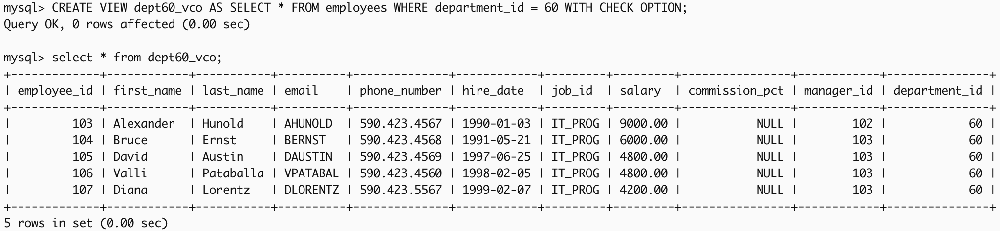 mysql> CREATE VIEW dept60_vco AS SELECT * FROM employees WHERE department_id = 60 WITH CHECK OPTION;
Query OK, 0 rows affected (0.00 sec)

mysql> select * from dept60_vco;
+-------------+------------+-----------+----------+--------------+------------+---------+---------+----------------+------------+---------------+
| employee_id | first_name | last_name | email    | phone_number | hire_date  | job_id  | salary  | commission_pct | manager_id | department_id |
+-------------+------------+-----------+----------+--------------+------------+---------+---------+----------------+------------+---------------+
|         103 | Alexander  | Hunold    | AHUNOLD  | 590.423.4567 | 1990-01-03 | IT_PROG | 9000.00 |           NULL |        102 |            60 |
|         104 | Bruce      | Ernst     | BERNST   | 590.423.4568 | 1991-05-21 | IT_PROG | 6000.00 |           NULL |        103 |            60 |
|         105 | David      | Austin    | DAUSTIN  | 590.423.4569 | 1997-06-25 | IT_PROG | 4800.00 |           NULL |        103 |            60 |
|         106 | Valli      | Pataballa | VPATABAL | 590.423.4560 | 1998-02-05 | IT_PROG | 4800.00 |           NULL |        103 |            60 |
|         107 | Diana      | Lorentz   | DLORENTZ | 590.423.5567 | 1999-02-07 | IT_PROG | 4200.00 |           NULL |        103 |            60 |
+-------------+------------+-----------+----------+--------------+------------+---------+---------+----------------+------------+---------------+
5 rows in set (0.00 sec)